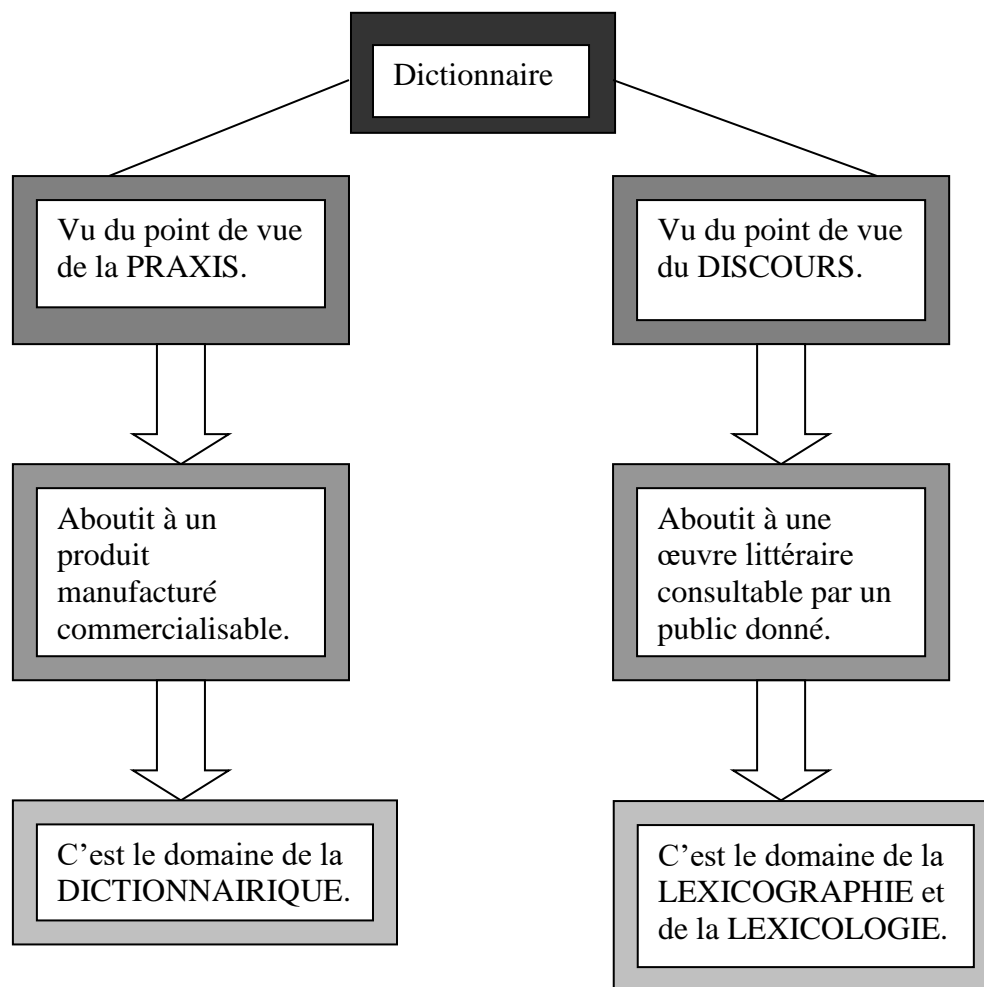 Dictionnaire
Vu du point de vue
de la PRAXIS.
Vu du point de vue
du DISCOURS.
Aboutit à un
produit
manufacturé
commercialisable.
Aboutit à une
œuvre littéraire
consultable par un
public donné.
C’est le domaine de la
DICTIONNAIRIQUE.
C’est le domaine de la
LEXICOGRAPHIE et
de la LEXICOLOGIE.